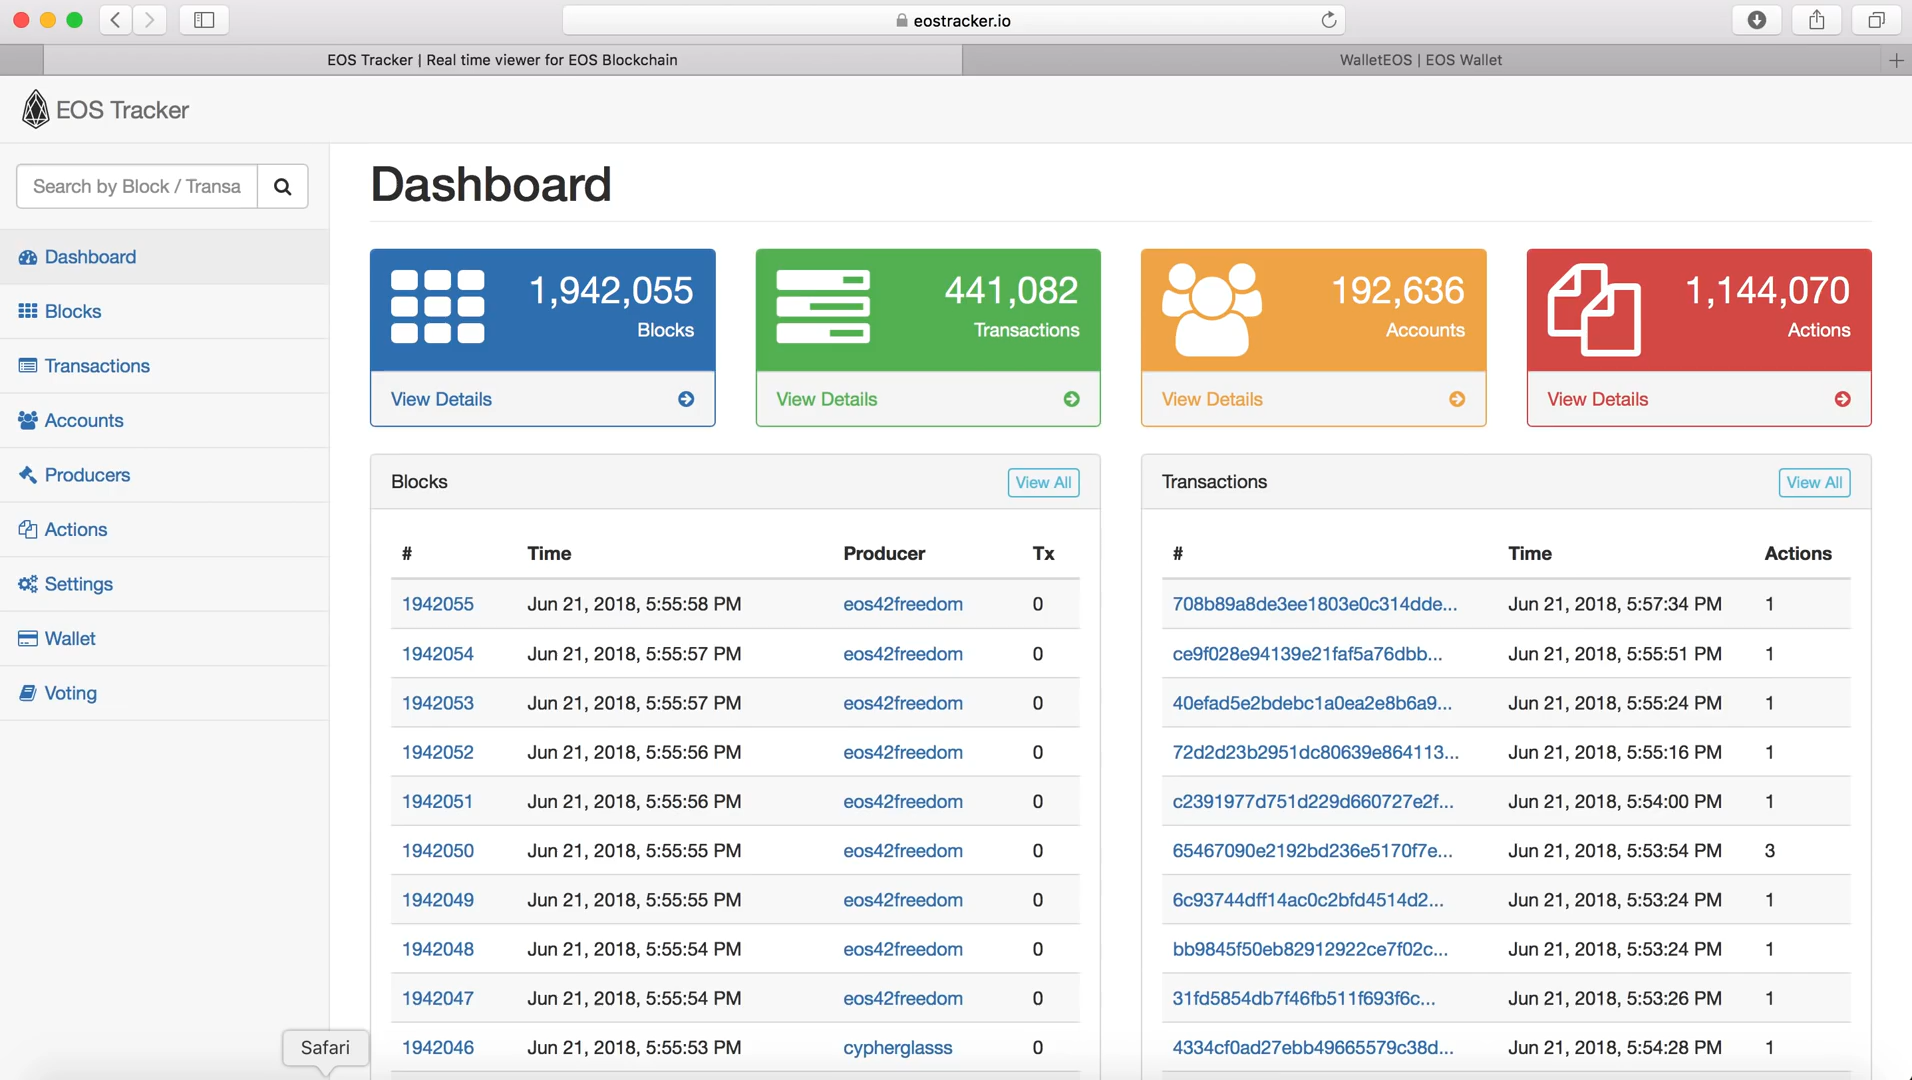 eostracker.io
EOS Tracker | Real time viewer for EOS Blockchain
WalletEOS | EOS Wallet
EOS Tracker
Search by Block / Transa
Dashboard
Blocks
Transactions
Accounts
Producers
Actions
Settings
Wallet
Voting
Dashboard
1,942,055
Blocks
View Details
441,082
Transactions
View Details
192,636
Accounts
View Details
1,144,070
Actions
View Details
Blocks View All
# Time Producer Tx
1942055 Jun 21, 2018, 5:55:58 PM eos42freedom 0
1942054 Jun 21, 2018, 5:55:57 PM eos42freedom 0
1942053 Jun 21, 2018, 5:55:57 PM eos42freedom 0
1942052 Jun 21, 2018, 5:55:56 PM eos42freedom 0
1942051 Jun 21, 2018, 5:55:56 PM eos42freedom 0
1942050 Jun 21, 2018, 5:55:55 PM eos42freedom 0
1942049 Jun 21, 2018, 5:55:55 PM eos42freedom 0
1942048 Jun 21, 2018, 5:55:54 PM eos42freedom 0
1942047 Jun 21, 2018, 5:55:54 PM eos42freedom 0
1942046 Jun 21, 2018, 5:55:53 PM cypherglasss 0
Transactions View All
# Time Actions
708b89a8de3ee1803e0c314dde... Jun 21, 2018, 5:57:34 PM 1
ce9f028e94139e21faf5a76dbb... Jun 21, 2018, 5:55:51 PM 1
40efad5e2bdebc1a0ea2e8b6a9... Jun 21, 2018, 5:55:24 PM 1
72d2d23b2951dc80639e864113... Jun 21, 2018, 5:55:16 PM 1
c2391977d751d229d660727e2f... Jun 21, 2018, 5:54:00 PM 1
65467090e2192bd236e5170f7e... Jun 21, 2018, 5:53:54 PM 3
6c93744dff14ac0c2bfd4514d2... Jun 21, 2018, 5:53:24 PM 1
bb9845f50eb82912922ce7f02c... Jun 21, 2018, 5:53:24 PM 1
31fd5854db7f46fb511f693f6c... Jun 21, 2018, 5:53:26 PM 1
4334cf0ad27ebb49665579c38d... Jun 21, 2018, 5:54:28 PM 1
Safari